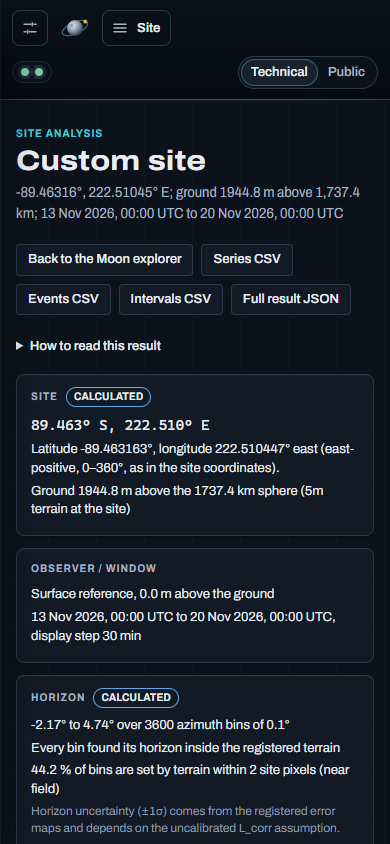 Site
Technical Public
SITE ANALYSIS
Custom site
-89.46316°, 222.51045° E; ground 1944.8 m above 1,737.4
km; 13 Nov 2026, 00:00 UTC to 20 Nov 2026, 00:00 UTC
Back to the Moon explorer Series CSV
Events CSV Intervals CSV Full result JSON
How to read this result
SITE CALCULATED
89.463° S, 222.510° E
Latitude -89.463163°, longitude 222.510447° east (east-
positive, 0–360°, as in the site coordinates).
Ground 1944.8 m above the 1737.4 km sphere (5m
terrain at the site)
OBSERVER / WINDOW
Surface reference, 0.0 m above the ground
13 Nov 2026, 00:00 UTC to 20 Nov 2026, 00:00 UTC,
display step 30 min
HORIZON CALCULATED
-2.17° to 4.74° over 3600 azimuth bins of 0.1°
Every bin found its horizon inside the registered terrain
44.2 % of bins are set by terrain within 2 site pixels (near
field)
Horizon uncertainty (±1σ) comes from the registered error
maps and depends on the uncalibrated L_corr assumption.